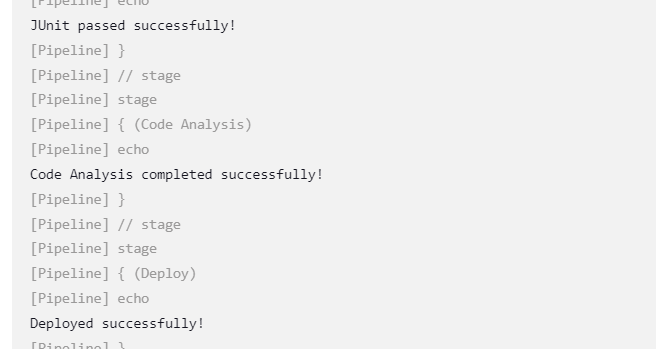 [Pipeline] echo
JUnit passed successfully!
[Pipeline] }
[Pipeline] // stage
[Pipeline] stage
[Pipeline] { (Code Analysis)
[Pipeline] echo
Code Analysis completed successfully!
[Pipeline] }
[Pipeline] // stage
[Pipeline] stage
[Pipeline] { (Deploy)
[Pipeline] echo
Deployed successfully!
[Pipeline] }